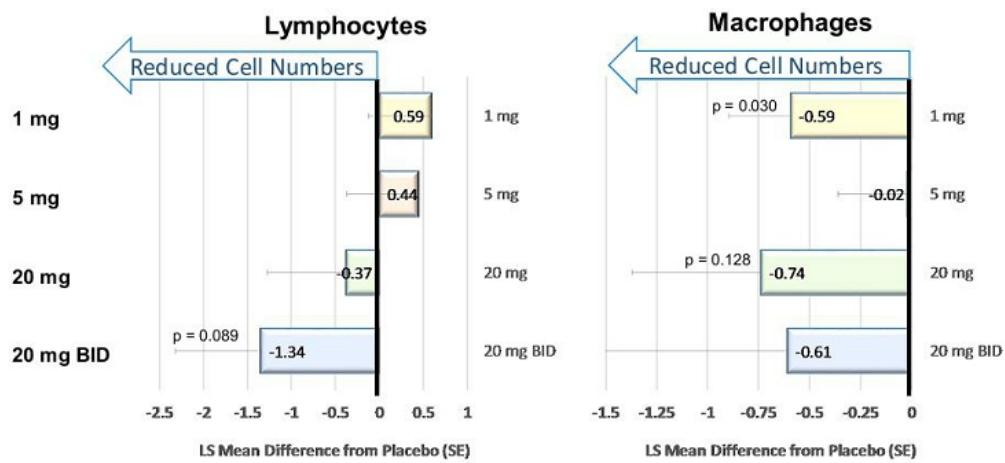 Lymphocytes
Reduced Cell Numbers
1 mg
0.59
1 mg
5 mg
0.44
5 mg
20 mg
-0.37
20 mg
p = 0.089
20 mg BID
-1.34
20 mg BID
-2.5 -2 -1.5 -1 -0.5 0 0.5 1
LS Mean Difference from Placebo (SE)
Macrophages
Reduced Cell Numbers
p = 0.030
-0.59
1 mg
-0.02
5 mg
p = 0.128
-0.74
20 mg
-0.61
20 mg BID
-1.5 -1.25 -1 -0.75 -0.5 -0.25 0
LS Mean Difference from Placebo (SE)